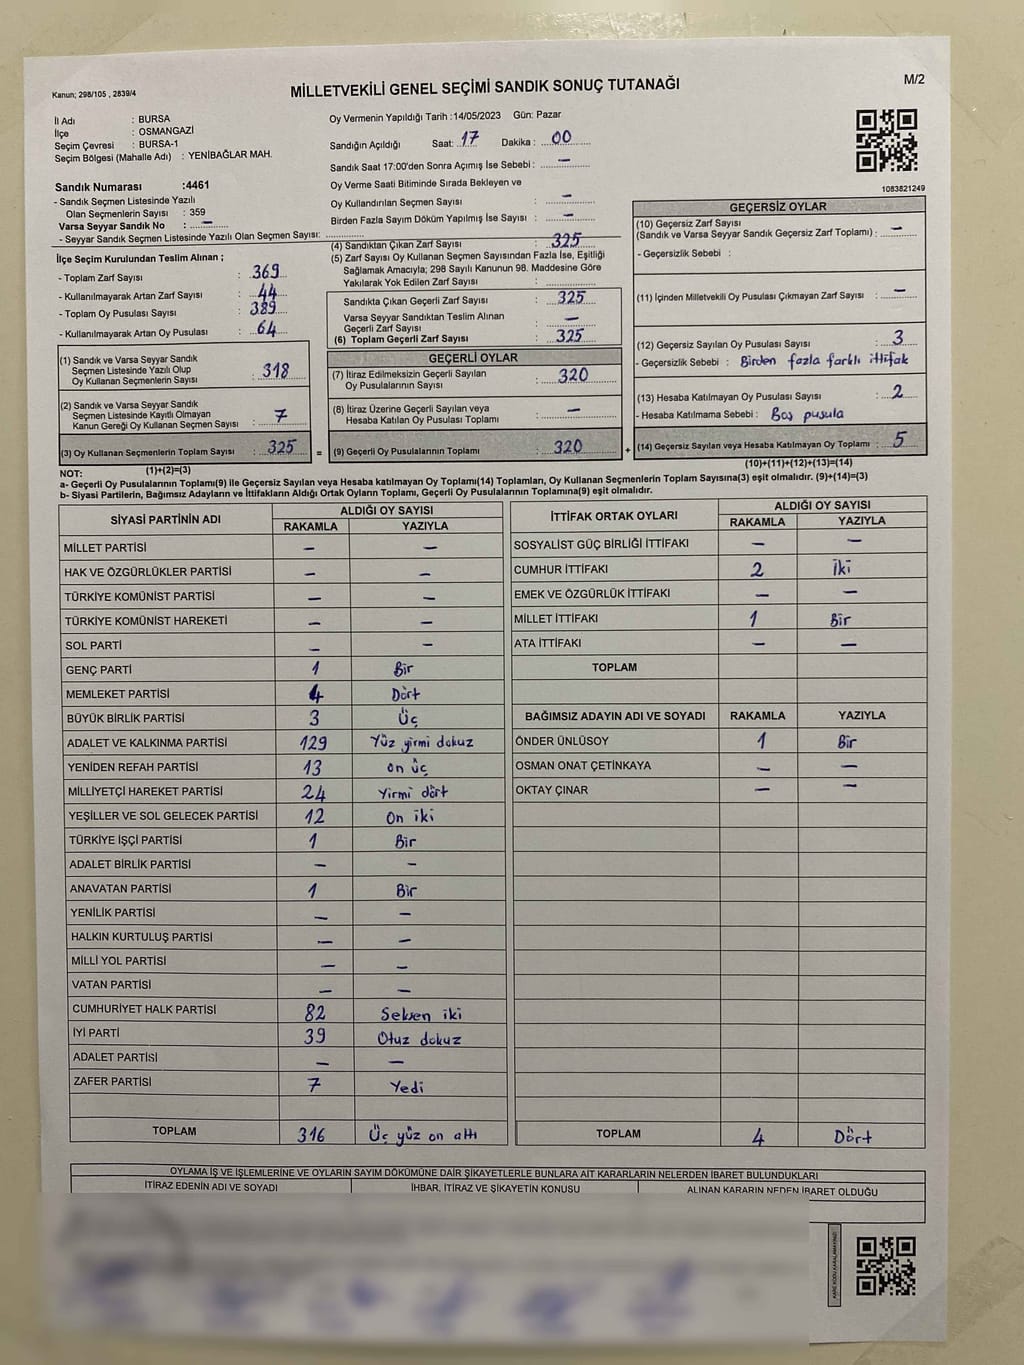 Kanun; 298/105 , 2839/4
MİLLETVEKİLİ GENEL SEÇİMİ SANDIK SONUÇ TUTANAĞI
M/2
İl Adı : BURSA
İlçe : OSMANGAZİ
Seçim Çevresi : BURSA-1
Seçim Bölgesi (Mahalle Adı) : YENİBAĞLAR MAH.
Sandık Numarası :4461
- Sandık Seçmen Listesinde Yazılı
Olan Seçmenlerin Sayısı : 359
Varsa Seyyar Sandık No : –
- Seyyar Sandık Seçmen Listesinde Yazılı Olan Seçmen Sayısı:
Oy Vermenin Yapıldığı Tarih :14/05/2023 Gün: Pazar
Sandığın Açıldığı Saat: 17 Dakika : 00
Sandık Saat 17:00'den Sonra Açımış İse Sebebi : –
Oy Verme Saati Bitiminde Sırada Bekleyen ve
Oy Kullandırılan Seçmen Sayısı : –
Birden Fazla Sayım Döküm Yapılmış İse Sayısı : –
1083821249
İlçe Seçim Kurulundan Teslim Alınan ;
- Toplam Zarf Sayısı : 369
- Kullanılmayarak Artan Zarf Sayısı : 44
- Toplam Oy Pusulası Sayısı : 389
- Kullanılmayarak Artan Oy Pusulası : 64
(1) Sandık ve Varsa Seyyar Sandık
Seçmen Listesinde Yazılı Olup
Oy Kullanan Seçmenlerin Sayısı : 318
(2) Sandık ve Varsa Seyyar Sandık
Seçmen Listesinde Kayıtlı Olmayan
Kanun Gereği Oy Kullanan Seçmen Sayısı : 7
(3) Oy Kullanan Seçmenlerin Toplam Sayısı : 325 =
(4) Sandıktan Çıkan Zarf Sayısı : 325
(5) Zarf Sayısı Oy Kullanan Seçmen Sayısından Fazla İse, Eşitliği
Sağlamak Amacıyla; 298 Sayılı Kanunun 98. Maddesine Göre
Yakılarak Yok Edilen Zarf Sayısı :
Sandıkta Çıkan Geçerli Zarf Sayısı : 325
Varsa Seyyar Sandıktan Teslim Alınan
Geçerli Zarf Sayısı : –
(6) Toplam Geçerli Zarf Sayısı : 325
GEÇERLİ OYLAR
(7) İtiraz Edilmeksizin Geçerli Sayılan
Oy Pusulalarının Sayısı : 320
(8) İtiraz Üzerine Geçerli Sayılan veya
Hesaba Katılan Oy Pusulası Toplamı : –
(9) Geçerli Oy Pusulalarının Toplamı : 320 +
GEÇERSİZ OYLAR
(10) Geçersiz Zarf Sayısı
(Sandık ve Varsa Seyyar Sandık Geçersiz Zarf Toplamı) : –
- Geçersizlik Sebebi :
(11) İçinden Milletvekili Oy Pusulası Çıkmayan Zarf Sayısı : –
(12) Geçersiz Sayılan Oy Pusulası Sayısı : 3
- Geçersizlik Sebebi : Birden fazla farklı ittifak
(13) Hesaba Katılmayan Oy Pusulası Sayısı : 2
- Hesaba Katılmama Sebebi : Boş pusula
(14) Geçersiz Sayılan veya Hesaba Katılmayan Oy Toplamı : 5
NOT: (1)+(2)=(3)
(10)+(11)+(12)+(13)=(14)
a- Geçerli Oy Pusulalarının Toplamı(9) ile Geçersiz Sayılan veya Hesaba katılmayan Oy Toplamı(14) Toplamları, Oy Kullanan Seçmenlerin Toplam Sayısına(3) eşit olmalıdır. (9)+(14)=(3)
b- Siyasi Partilerin, Bağımsız Adayların ve İttifakların Aldığı Ortak Oyların Toplamı, Geçerli Oy Pusulalarının Toplamına(9) eşit olmalıdır.
SİYASİ PARTİNİN ADI ALDIĞI OY SAYISI
RAKAMLA YAZIYLA
MİLLET PARTİSİ – –
HAK VE ÖZGÜRLÜKLER PARTİSİ – –
TÜRKİYE KOMÜNİST PARTİSİ – –
TÜRKİYE KOMÜNİST HAREKETİ – –
SOL PARTİ – –
GENÇ PARTİ 1 Bir
MEMLEKET PARTİSİ 4 Dört
BÜYÜK BİRLİK PARTİSİ 3 Üç
ADALET VE KALKINMA PARTİSİ 129 Yüz yirmi dokuz
YENİDEN REFAH PARTİSİ 13 on üç
MİLLİYETÇİ HAREKET PARTİSİ 24 Yirmi dört
YEŞİLLER VE SOL GELECEK PARTİSİ 12 On iki
TÜRKİYE İŞÇİ PARTİSİ 1 Bir
ADALET BİRLİK PARTİSİ – –
ANAVATAN PARTİSİ 1 Bir
YENİLİK PARTİSİ – –
HALKIN KURTULUŞ PARTİSİ – –
MİLLİ YOL PARTİSİ – –
VATAN PARTİSİ – –
CUMHURİYET HALK PARTİSİ 82 Seksen iki
İYİ PARTİ 39 Otuz dokuz
ADALET PARTİSİ – –
ZAFER PARTİSİ 7 Yedi
TOPLAM 316 Üç yüz on altı
İTTİFAK ORTAK OYLARI ALDIĞI OY SAYISI
RAKAMLA YAZIYLA
SOSYALİST GÜÇ BİRLİĞİ İTTİFAKI – –
CUMHUR İTTİFAKI 2 İki
EMEK VE ÖZGÜRLÜK İTTİFAKI – –
MİLLET İTTİFAKI 1 Bir
ATA İTTİFAKI – –
TOPLAM
BAĞIMSIZ ADAYIN ADI VE SOYADI RAKAMLA YAZIYLA
ÖNDER ÜNLÜSOY 1 Bir
OSMAN ONAT ÇETİNKAYA – –
OKTAY ÇINAR – –
TOPLAM 4 Dört
OYLAMA İŞ VE İŞLEMLERİNE VE OYLARIN SAYIM DÖKÜMÜNE DAİR ŞİKAYETLERLE BUNLARA AİT KARARLARIN NELERDEN İBARET BULUNDUKLARI
İTİRAZ EDENİN ADI VE SOYADI İHBAR, İTİRAZ VE ŞİKAYETİN KONUSU ALINAN KARARIN NEDEN İBARET OLDUĞU
KARE KODU KARALAMAYINIZ!